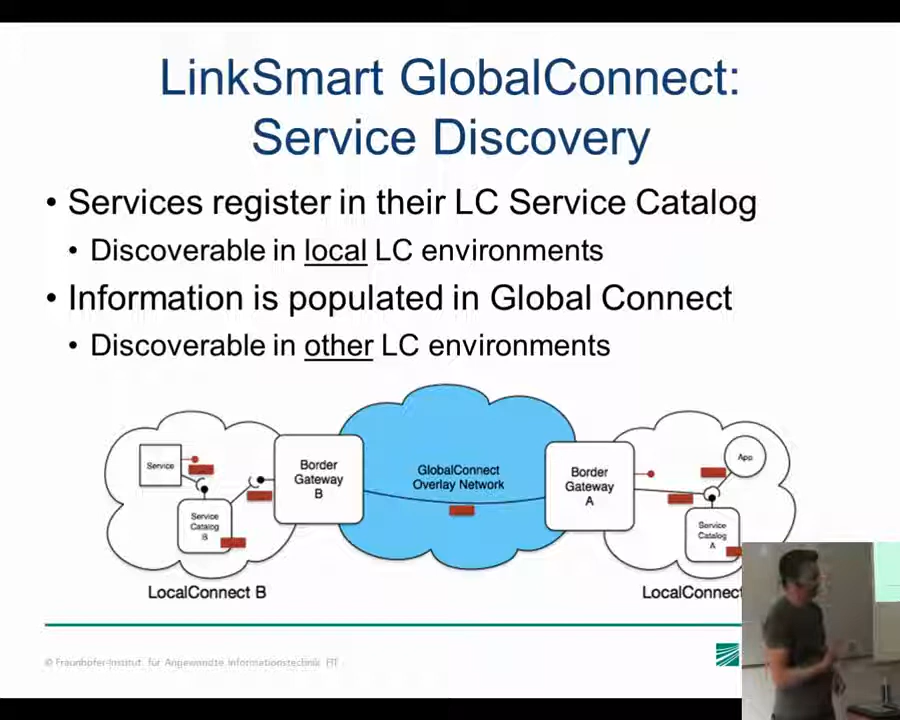 LinkSmart GlobalConnect:
Service Discovery
• Services register in their LC Service Catalog
• Discoverable in local LC environments
• Information is populated in Global Connect
• Discoverable in other LC environments
Service
Service
Catalog
B
Border
Gateway
B
GlobalConnect
Overlay Network
Border
Gateway
A
App
Service
Catalog
A
LocalConnect B
LocalConnect
© Fraunhofer-Institut für Angewandte Informationstechnik FIT